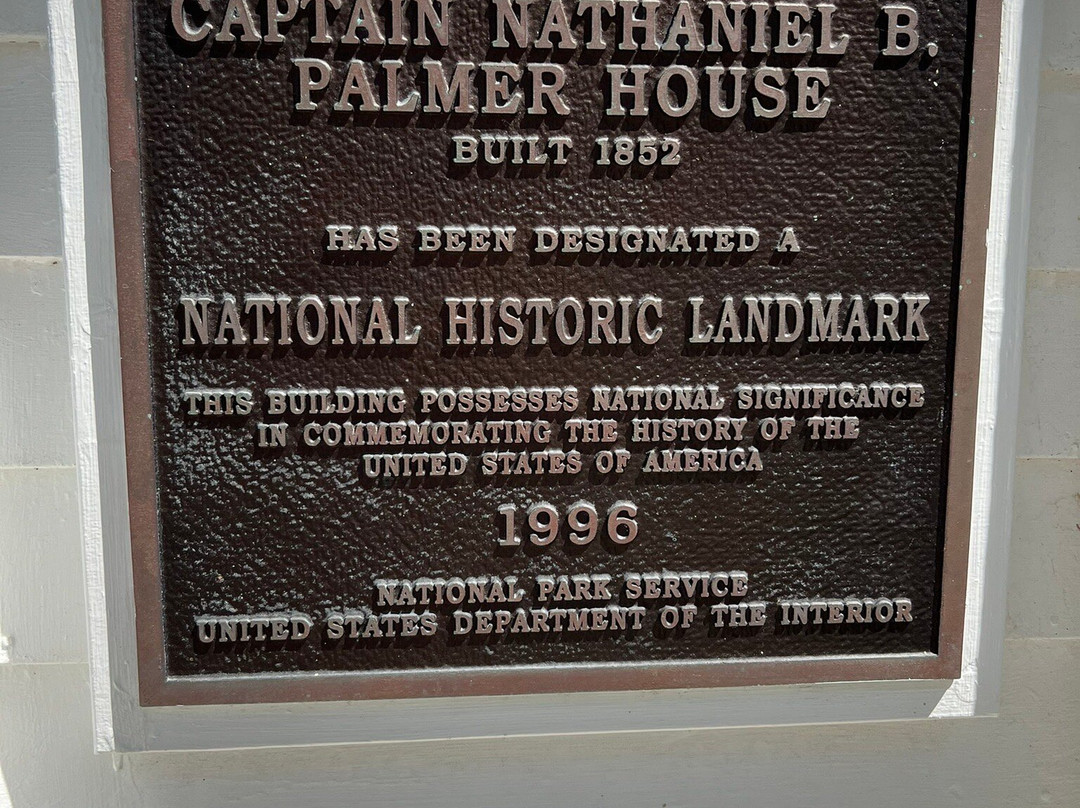 CAPTAIN NATHANIEL B.
PALMER HOUSE
BUILT 1852
HAS BEEN DESIGNATED A
NATIONAL HISTORIC LANDMARK
THIS BUILDING POSSESSES NATIONAL SIGNIFICANCE
IN COMMEMORATING THE HISTORY OF THE
UNITED STATES OF AMERICA
1996
NATIONAL PARK SERVICE
UNITED STATES DEPARTMENT OF THE INTERIOR